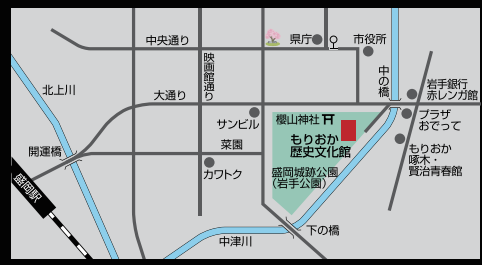 中央通り
県庁
市役所
映画館通り
中の橋
北上川
大通り
岩手銀行
赤レンガ館
サンビル
櫻山神社
プラザ
おでって
菜園
もりおか
歴史文化館
開運橋
もりおか
啄木・
賢治青春館
カワトク
盛岡城跡公園
（岩手公園）
盛岡駅
中津川
下の橋